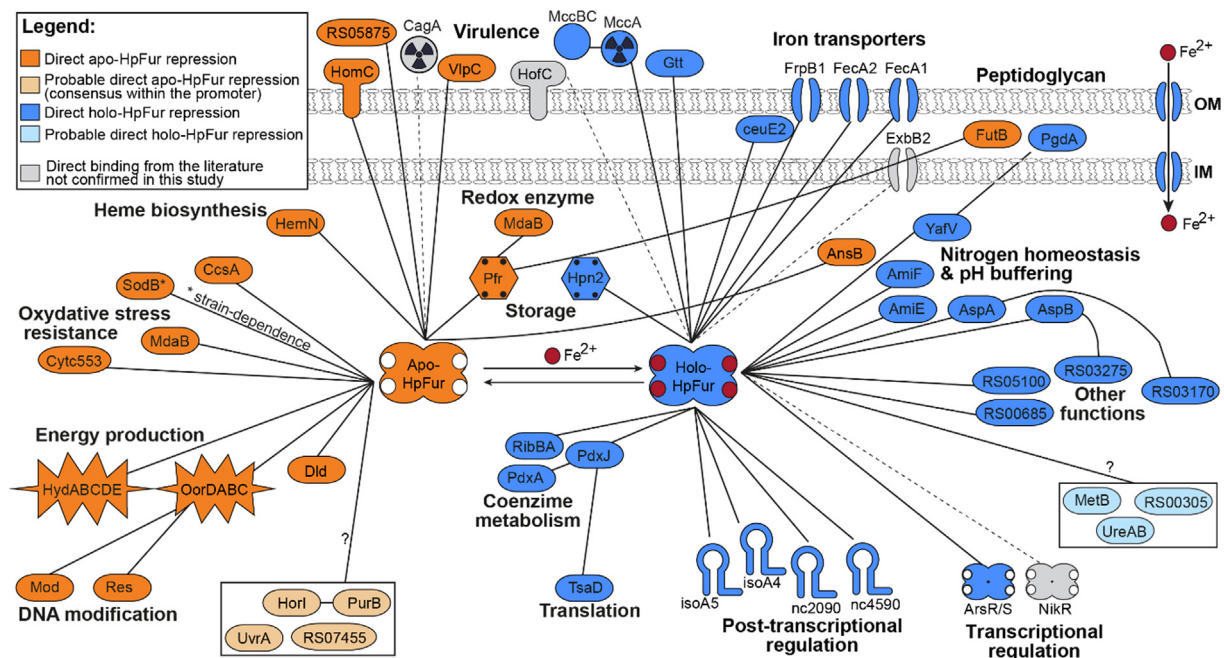 Legend:
Direct apo-HpFur repression
Probable direct apo-HpFur repression
(consensus within the promoter)
Direct holo-HpFur repression
Probable direct holo-HpFur repression
Direct binding from the literature
not confirmed in this study
RS05875
CagA
Virulence
MccBC
MccA
HomC
VlpC
HofC
Gtt
Iron transporters
FrpB1
FecA2
FecA1
Peptidoglycan
Fe2+
OM
ceuE2
ExbB2
FutB
PgdA
IM
Fe2+
Heme biosynthesis
HemN
Redox enzyme
MdaB
Pfr
Hpn2
Storage
AnsB
YafV
Nitrogen homeostasis
& pH buffering
AmiF
AmiE
AspA
AspB
CcsA
SodB*
* strain-dependence
Oxydative stress
resistance
MdaB
Cytc553
Apo-
HpFur
Fe2+
Holo-
HpFur
RS05100
RS03275
RS03170
RS00685
Other
functions
Energy production
HydABCDE
OorDABC
Dld
RibBA
PdxJ
PdxA
Coenzime
metabolism
?
MetB
RS00305
UreAB
?
Mod
Res
DNA modification
HorI
PurB
UvrA
RS07455
TsaD
Translation
isoA5
isoA4
nc2090
nc4590
Post-transcriptional
regulation
ArsR/S
NikR
Transcriptional
regulation